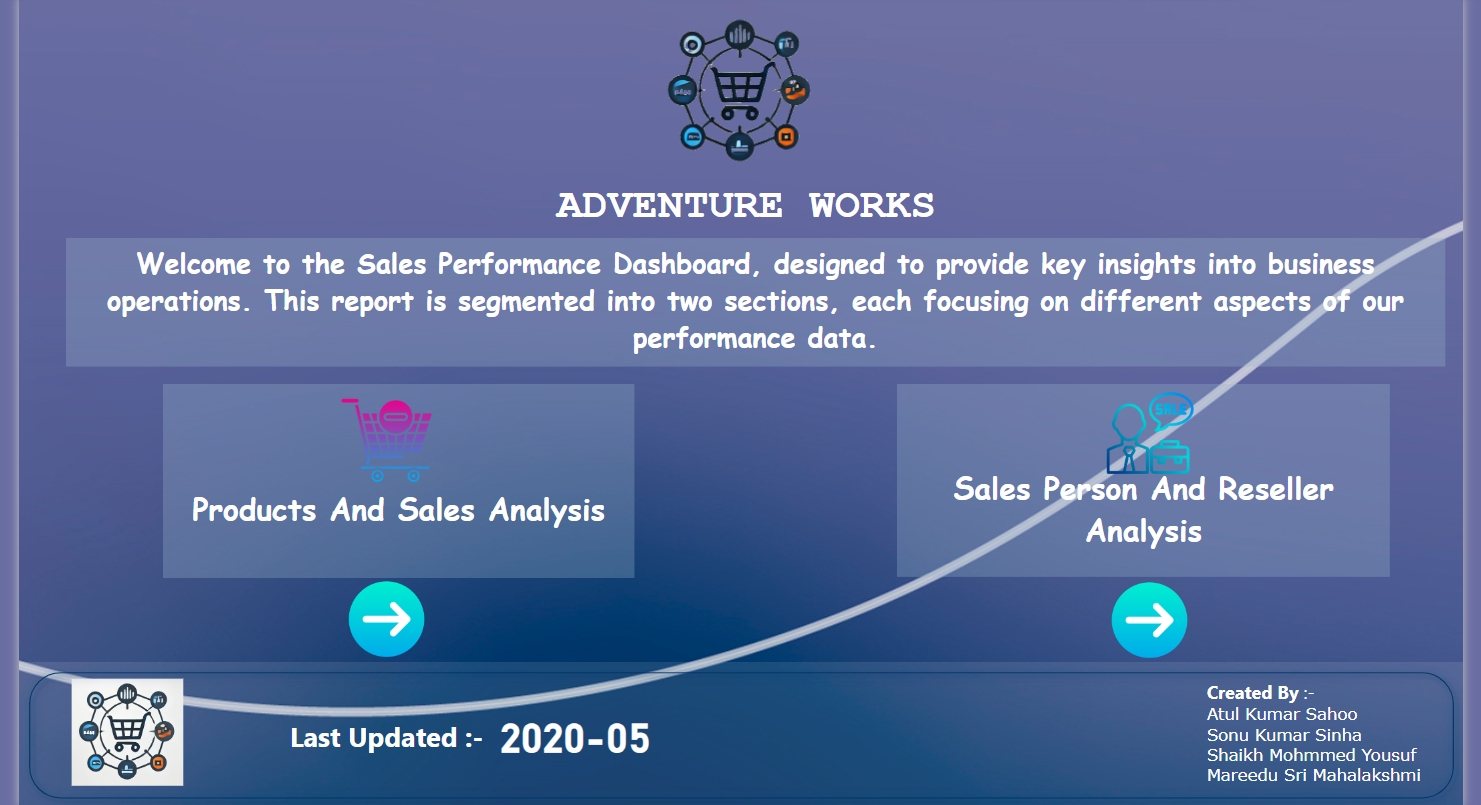 ADVENTURE WORKS
Welcome to the Sales Performance Dashboard, designed to provide key insights into business
operations. This report is segmented into two sections, each focusing on different aspects of our
performance data.
SALE
Products And Sales Analysis
Sales Person And Reseller
Analysis
Last Updated :- 2020-05
Created By :-
Atul Kumar Sahoo
Sonu Kumar Sinha
Shaikh Mohmmed Yousuf
Mareedu Sri Mahalakshmi